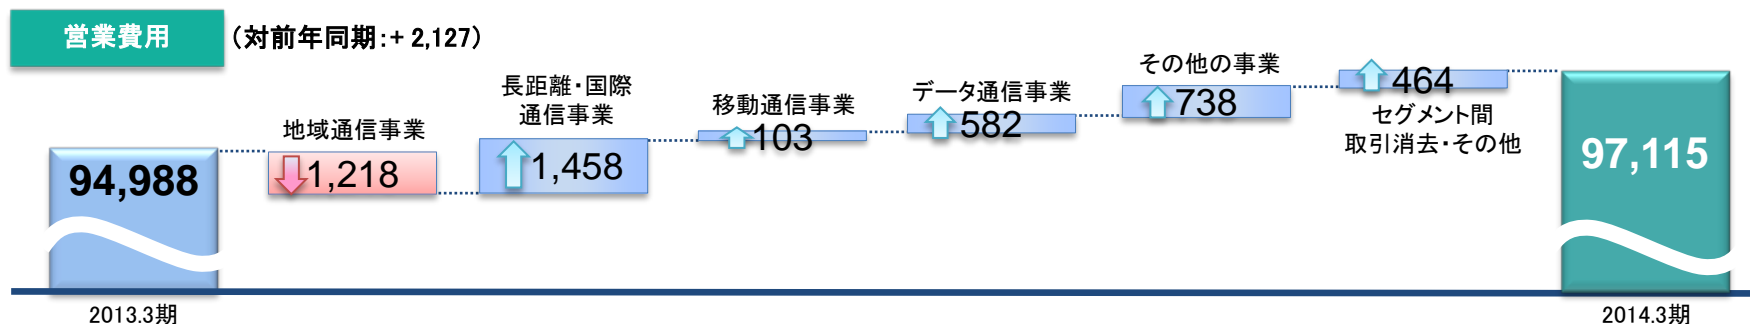 営業費用
（対前年同期：+ 2,127）
94,988
2013.3期
地域通信事業
1,218
長距離・国際
通信事業
1,458
移動通信事業
103
データ通信事業
582
その他の事業
738
464
セグメント間
取引消去・その他
97,115
2014.3期